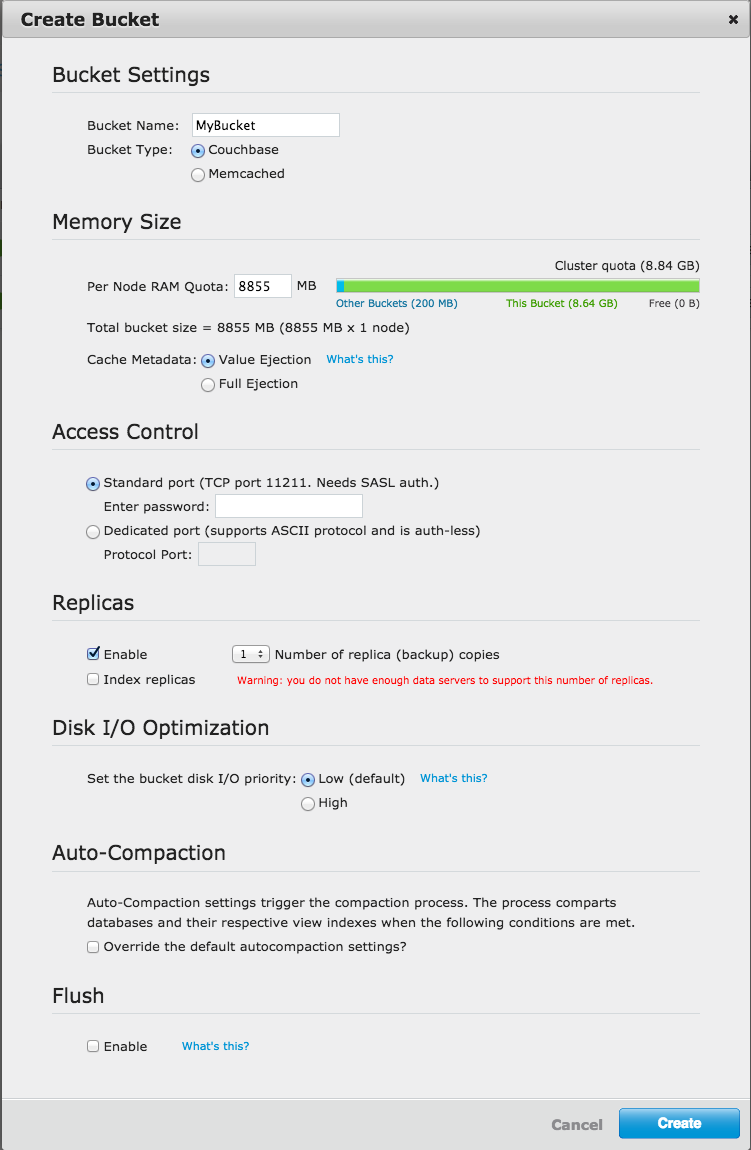 Create Bucket
Bucket Settings
Bucket Name: MyBucket
Bucket Type: Couchbase
Memcached
Memory Size
Cluster quota (8.84 GB)
Per Node RAM Quota: 8855 MB
Other Buckets (200 MB) This Bucket (8.64 GB) Free (0 B)
Total bucket size = 8855 MB (8855 MB x 1 node)
Cache Metadata: Value Ejection What's this?
Full Ejection
Access Control
Standard port (TCP port 11211. Needs SASL auth.)
Enter password:
Dedicated port (supports ASCII protocol and is auth-less)
Protocol Port:
Replicas
Enable 1 Number of replica (backup) copies
Index replicas Warning: you do not have enough data servers to support this number of replicas.
Disk I/O Optimization
Set the bucket disk I/O priority: Low (default) What's this?
High
Auto-Compaction
Auto-Compaction settings trigger the compaction process. The process comparts
databases and their respective view indexes when the following conditions are met.
Override the default autocompaction settings?
Flush
Enable What's this?
Cancel Create